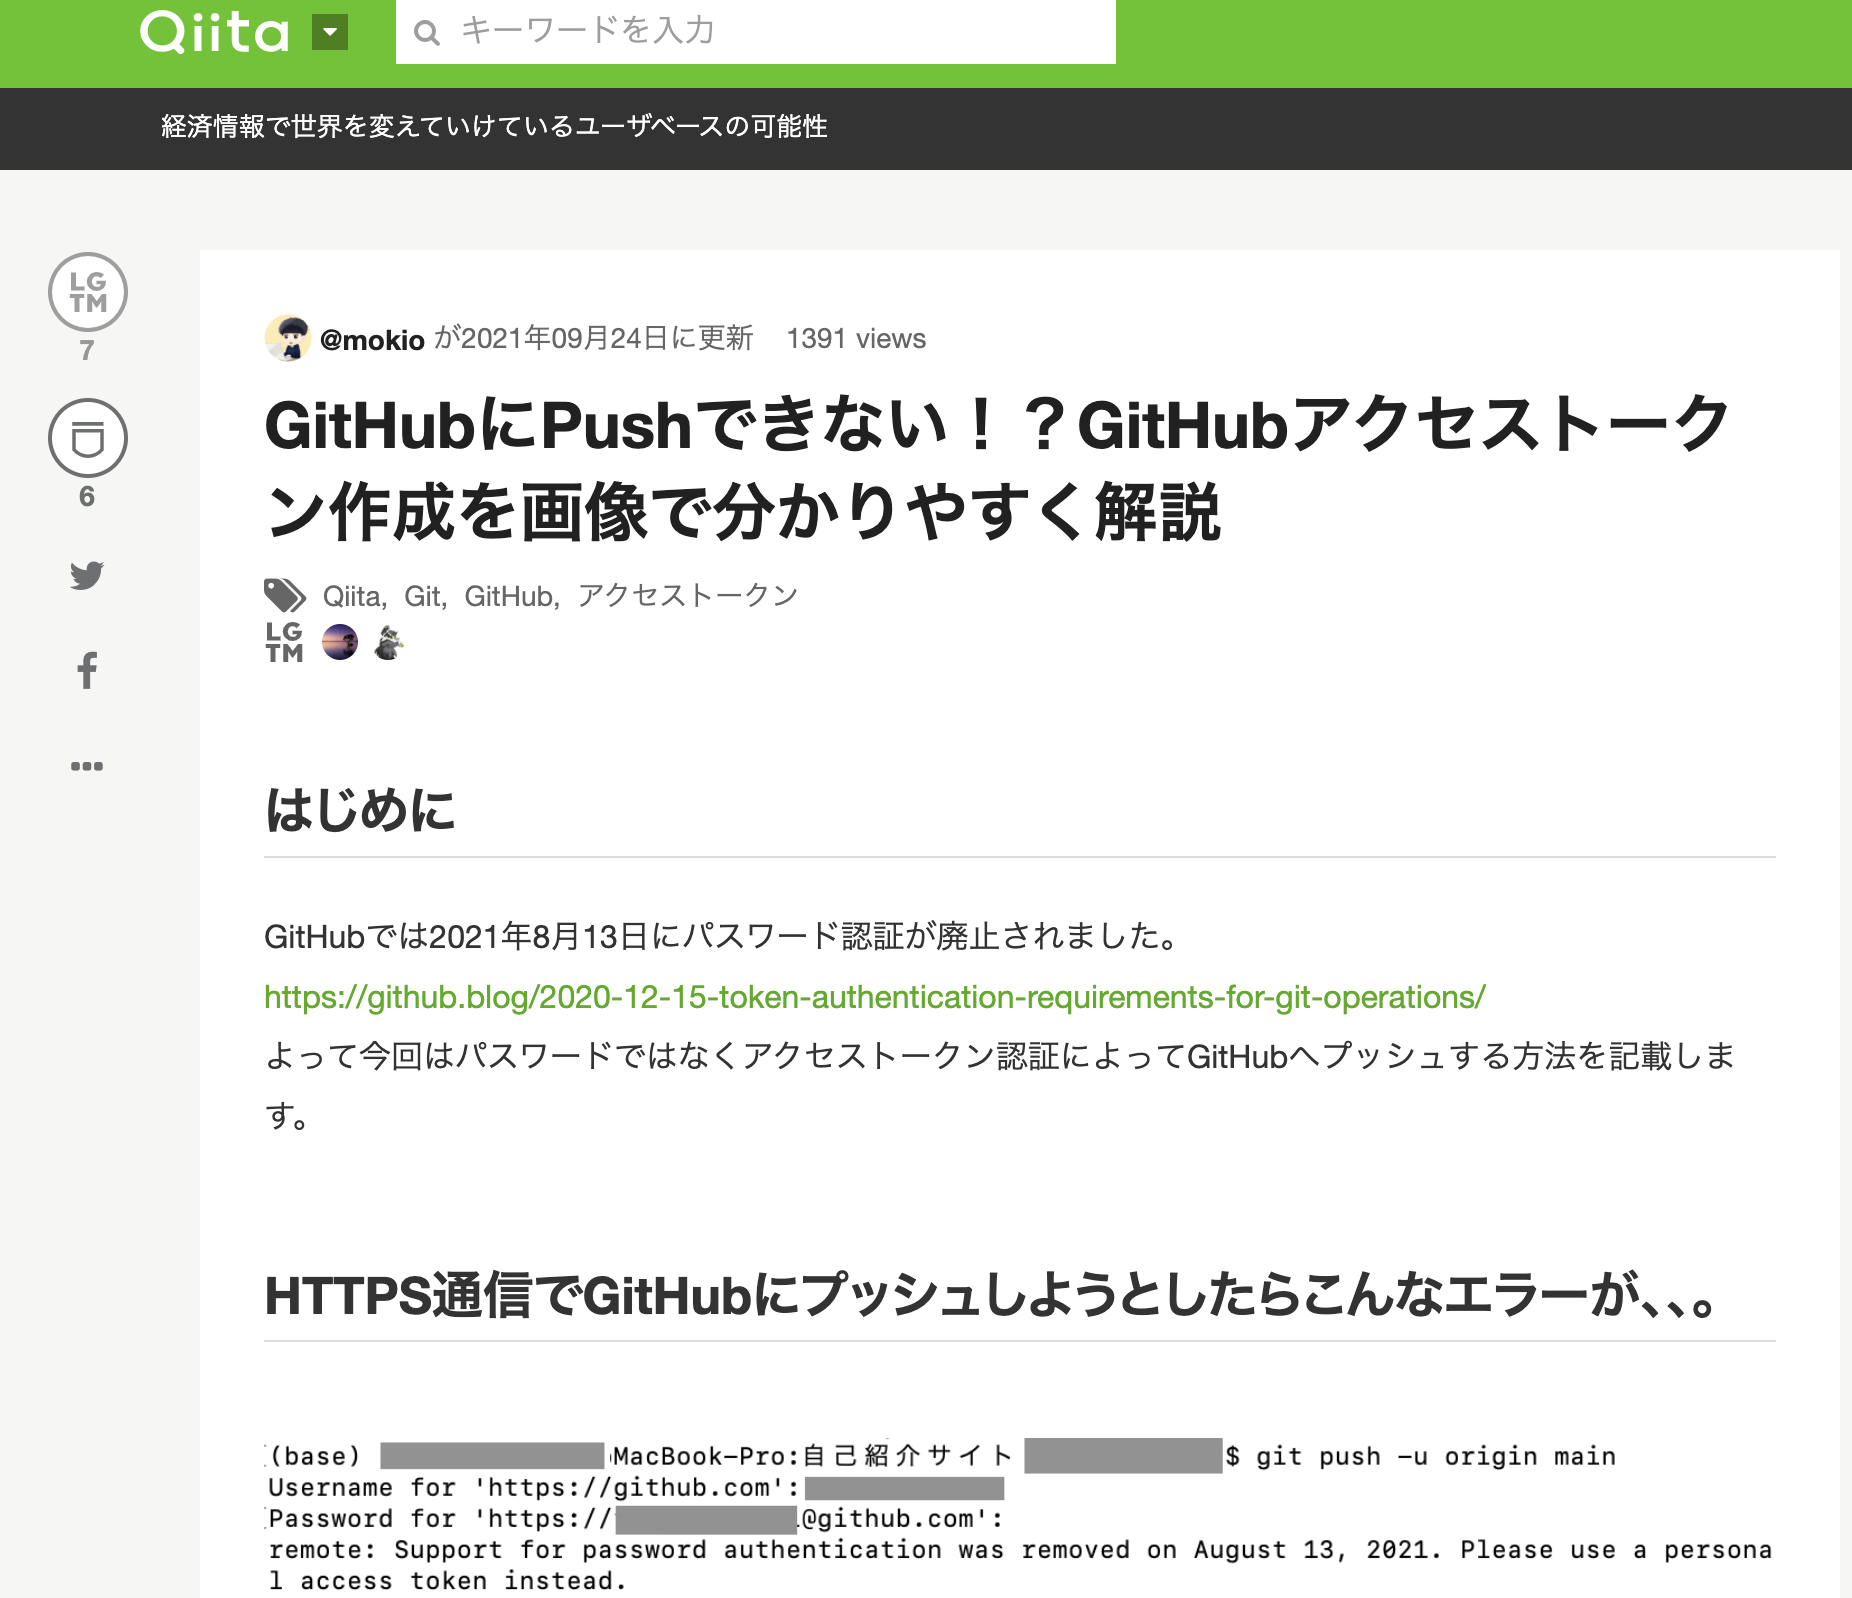 Qiita
キーワードを入力
経済情報で世界を変えていけているユーザベースの可能性
LG
TM
7
6
@mokio が2021年09月24日に更新 1391 views
GitHubにPushできない！？GitHubアクセストーク
ン作成を画像で分かりやすく解説
Qiita, Git, GitHub, アクセストークン
LG
TM
はじめに
GitHubでは2021年8月13日にパスワード認証が廃止されました。
https://github.blog/2020-12-15-token-authentication-requirements-for-git-operations/
よって今回はパスワードではなくアクセストークン認証によってGitHubへプッシュする方法を記載しま
す。
HTTPS通信でGitHubにプッシュしようとしたらこんなエラーが、、、。
(base) MacBook-Pro:自己紹介サイト $ git push -u origin main
Username for 'https://github.com':
Password for 'https:// @github.com':
remote: Support for password authentication was removed on August 13, 2021. Please use a persona
l access token instead.